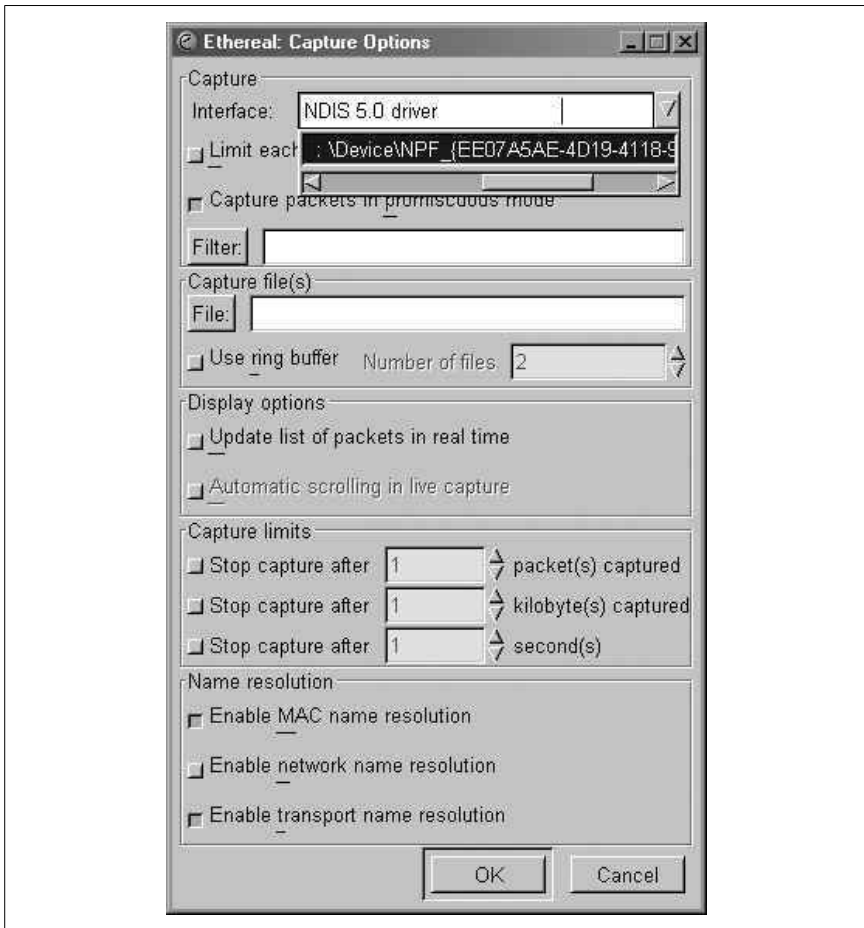 Ethereal: Capture Options
Capture
Interface: NDIS 5.0 driver
Limit each
: \Device\NPF_{EE07A5AE-4D19-4118-9
Capture packets in promiscuous mode
Filter:
Capture file(s)
File:
Use ring buffer Number of files 2
Display options
Update list of packets in real time
Automatic scrolling in live capture
Capture limits
Stop capture after 1 packet(s) captured
Stop capture after 1 kilobyte(s) captured
Stop capture after 1 second(s)
Name resolution
Enable MAC name resolution
Enable network name resolution
Enable transport name resolution
OK Cancel